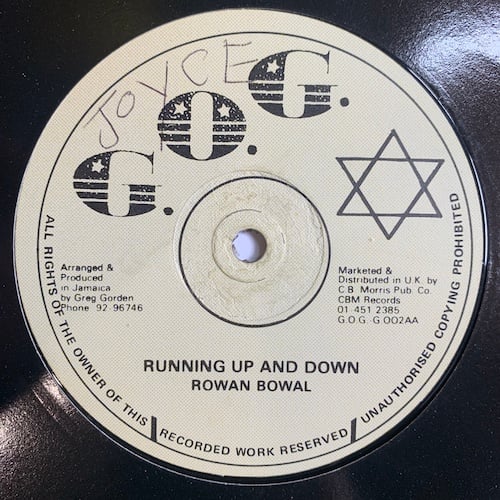 JOYCE
G.O.G.
Arranged &
Produced
in Jamaica
by Greg Gorden
Phone 92-96746
Marketed &
Distributed in U.K. by
C.B. Morris Pub. Co.
CBM Records
01-451 2385
G.O.G.-G 002AA
RUNNING UP AND DOWN
ROWAN BOWAL
ALL RIGHTS OF THE OWNER OF THIS RECORDED WORK RESERVED UNAUTHORISED COPYING PROHIBITED